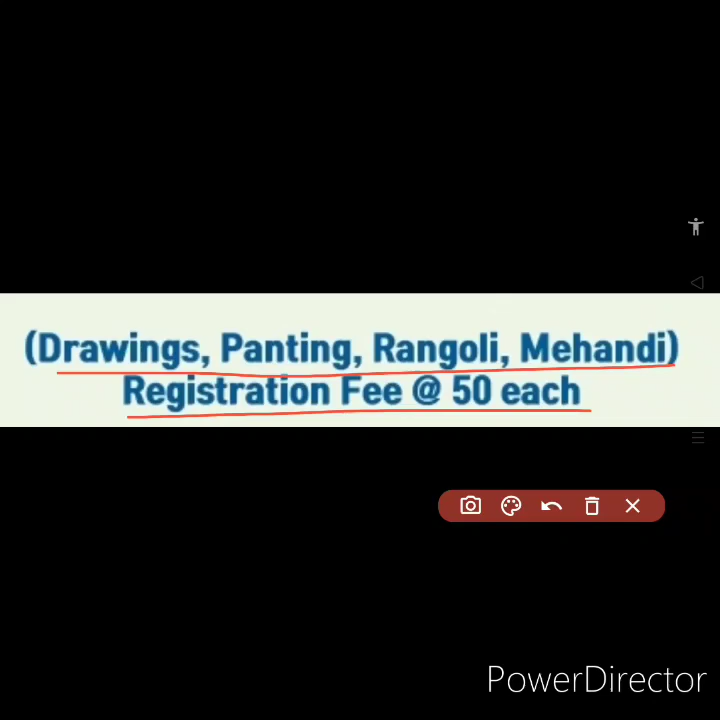 (Drawings, Panting, Rangoli, Mehandi)
Registration Fee @ 50 each
PowerDirector